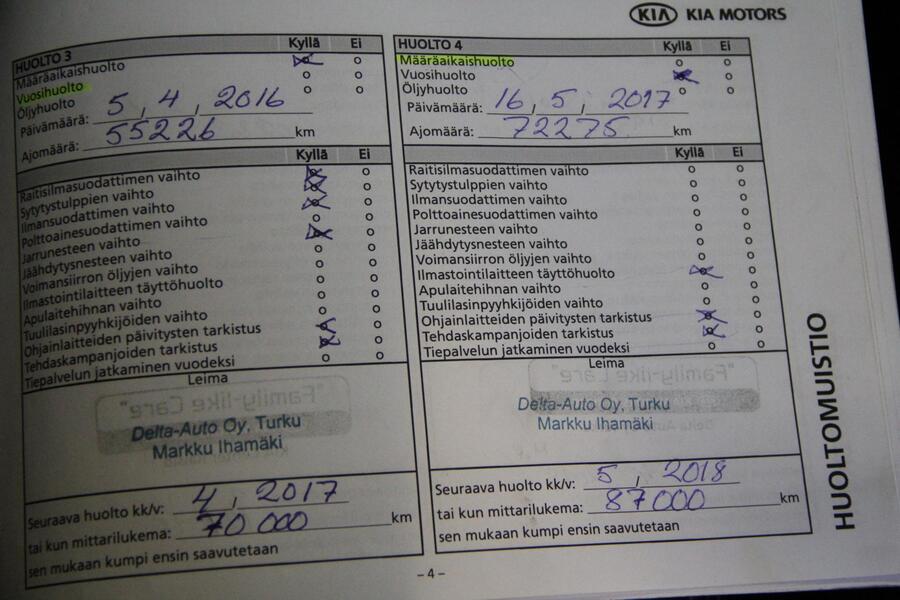 KIA KIA MOTORS
HUOLTO 3 Kyllä Ei
Määräaikaishuolto
Vuosihuolto
Öljyhuolto
Päivämäärä: 5, 4, 2016
Ajomäärä: 55226 km
Kyllä Ei
Raitisilmasuodattimen vaihto
Sytytystulppien vaihto
Ilmansuodattimen vaihto
Polttoainesuodattimen vaihto
Jarrunesteen vaihto
Jäähdytysnesteen vaihto
Voimansiirron öljyjen vaihto
Ilmastointilaitteen täyttöhuolto
Apulaitehihnan vaihto
Tuulilasinpyyhkijöiden vaihto
Ohjainlaitteiden päivitysten tarkistus
Tehdaskampanjoiden tarkistus
Tiepalvelun jatkaminen vuodeksi
Leima
"Family-like Care"
Delta-Auto Oy, Turku
Markku Ihamäki
Seuraava huolto kk/v: 4, 2017
tai kun mittarilukema: 70 000 km
sen mukaan kumpi ensin saavutetaan
HUOLTO 4 Kyllä Ei
Määräaikaishuolto
Vuosihuolto
Öljyhuolto
Päivämäärä: 16, 5, 2017
Ajomäärä: 72275 km
Kyllä Ei
Raitisilmasuodattimen vaihto
Sytytystulppien vaihto
Ilmansuodattimen vaihto
Polttoainesuodattimen vaihto
Jarrunesteen vaihto
Jäähdytysnesteen vaihto
Voimansiirron öljyjen vaihto
Ilmastointilaitteen täyttöhuolto
Apulaitehihnan vaihto
Tuulilasinpyyhkijöiden vaihto
Ohjainlaitteiden päivitysten tarkistus
Tehdaskampanjoiden tarkistus
Tiepalvelun jatkaminen vuodeksi
Leima
"Family-like Care"
Delta-Auto Oy, Turku
Markku Ihamäki
Seuraava huolto kk/v: 5, 2018
tai kun mittarilukema: 87000 km
sen mukaan kumpi ensin saavutetaan
HUOLTOMUISTIO
– 4 –